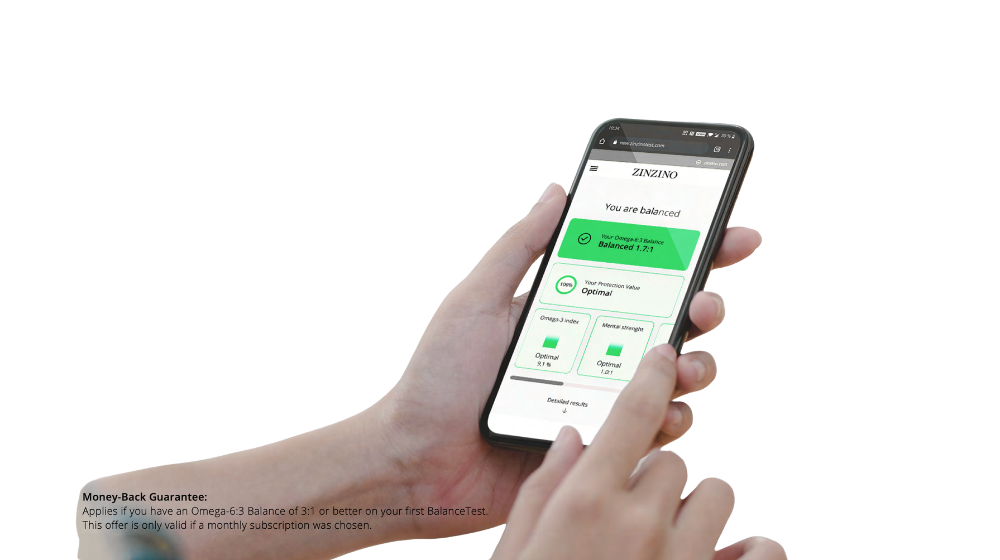 10:34
30 %
new.zinzinotest.com
zinzino.com
ZINZINO
You are balanced
Your Omega-6:3 Balance
Balanced 1.7:1
100%
Your Protection Value
Optimal
Omega-3 index
Optimal
9,1 %
Mental strenght
Optimal
1.0:1
Detailed results
Money-Back Guarantee:
Applies if you have an Omega-6:3 Balance of 3:1 or better on your first BalanceTest.
This offer is only valid if a monthly subscription was chosen.